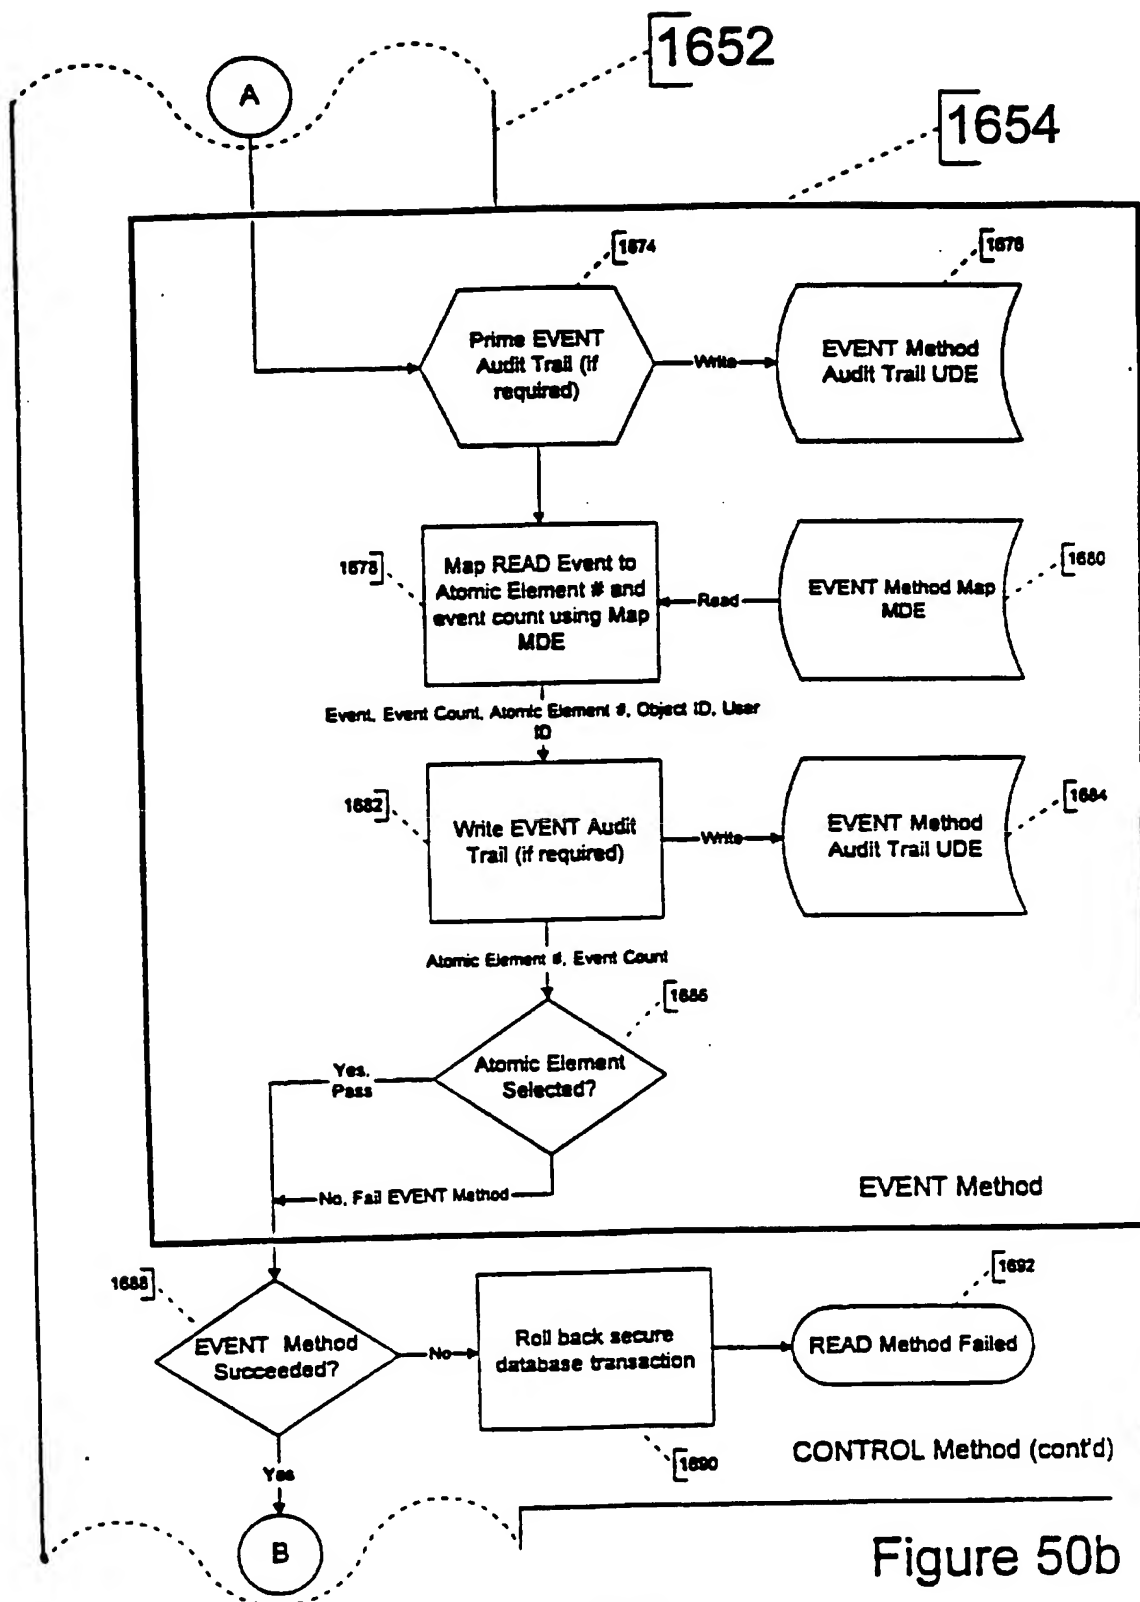 1652
A
1654
1674
1676
Prime EVENT
Audit Trail (if
required)
Write
EVENT Method
Audit Trail UDE
1678
Map READ Event to
Atomic Element # and
event count using Map
MDE
Read
EVENT Method Map
MDE
1680
Event, Event Count, Atomic Element #, Object ID, User
ID
1682
Write EVENT Audit
Trail (if required)
Write
EVENT Method
Audit Trail UDE
1684
Atomic Element #, Event Count
1686
Atomic Element
Selected?
Yes,
Pass
No, Fail EVENT Method
EVENT Method
1688
EVENT Method
Succeeded?
No
Roll back secure
database transaction
1690
1692
READ Method Failed
CONTROL Method (cont'd)
Yes
B
Figure 50b